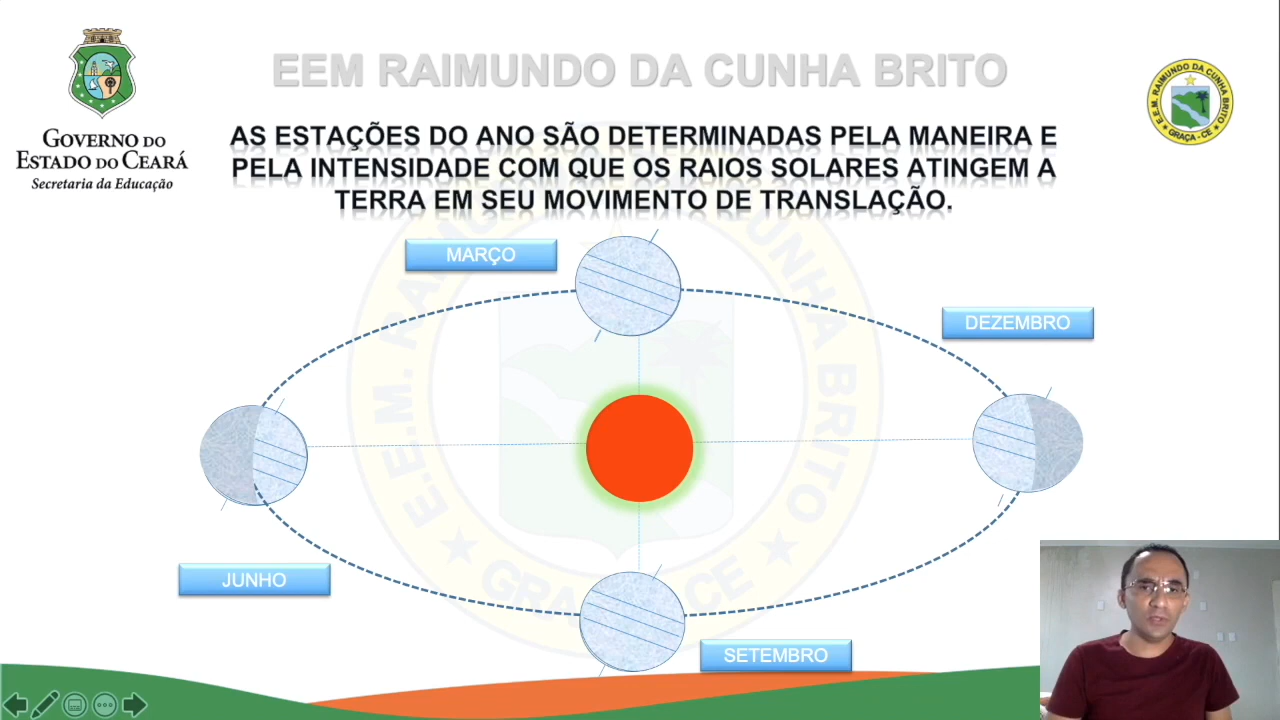 EEM RAIMUNDO DA CUNHA BRITO
GOVERNO DO
ESTADO DO CEARÁ
Secretaria da Educação
E.E.M. RAIMUNDO DA CUNHA BRITO
GRAÇA - CE
AS ESTAÇÕES DO ANO SÃO DETERMINADAS PELA MANEIRA E
PELA INTENSIDADE COM QUE OS RAIOS SOLARES ATINGEM A
TERRA EM SEU MOVIMENTO DE TRANSLAÇÃO.
MARÇO
DEZEMBRO
JUNHO
SETEMBRO